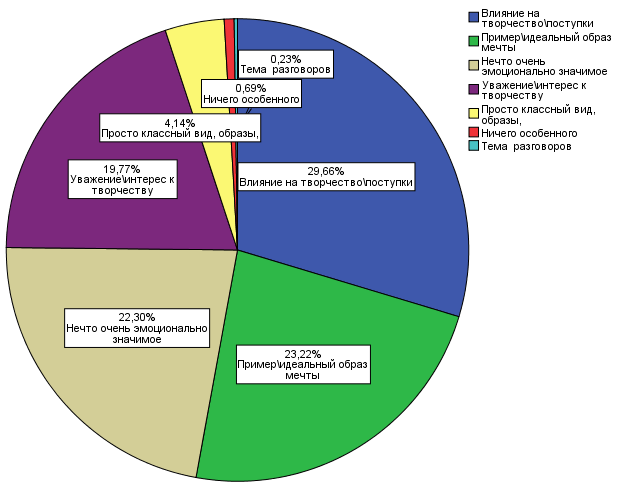 0,23%
Тема  разговоров
0,69%
Ничего особенного
4,14%
Просто классный вид, образы,
19,77%
Уважение\интерес к
творчеству
29,66%
Влияние на творчество\поступки
22,30%
Нечто очень эмоционально
значимое
23,22%
Пример\идеальный образ
мечты
Влияние на
творчество\поступки
Пример\идеальный образ
мечты
Нечто очень
эмоционально значимое
Уважение\интерес к
творчеству
Просто классный вид,
образы,
Ничего особенного
Тема  разговоров